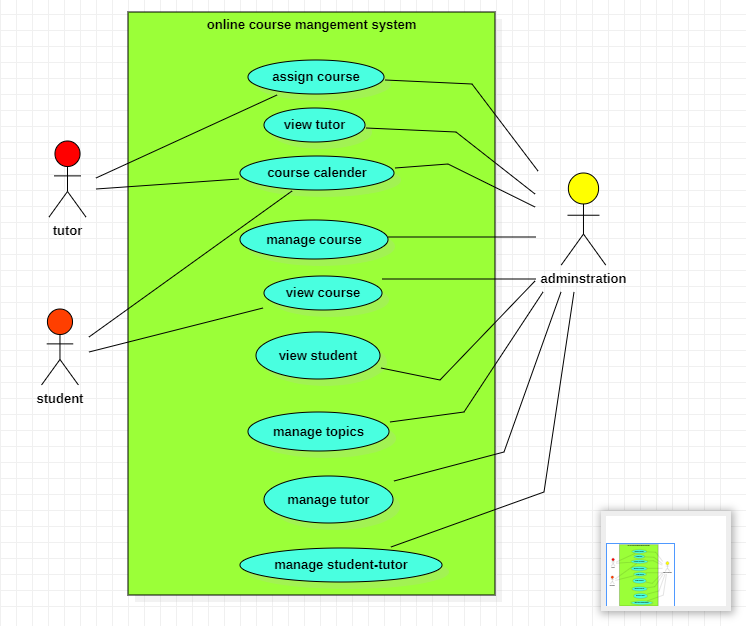 online course mangement system
assign course
view tutor
course calender
tutor
manage course
adminstration
view course
view student
student
manage topics
manage tutor
manage student-tutor